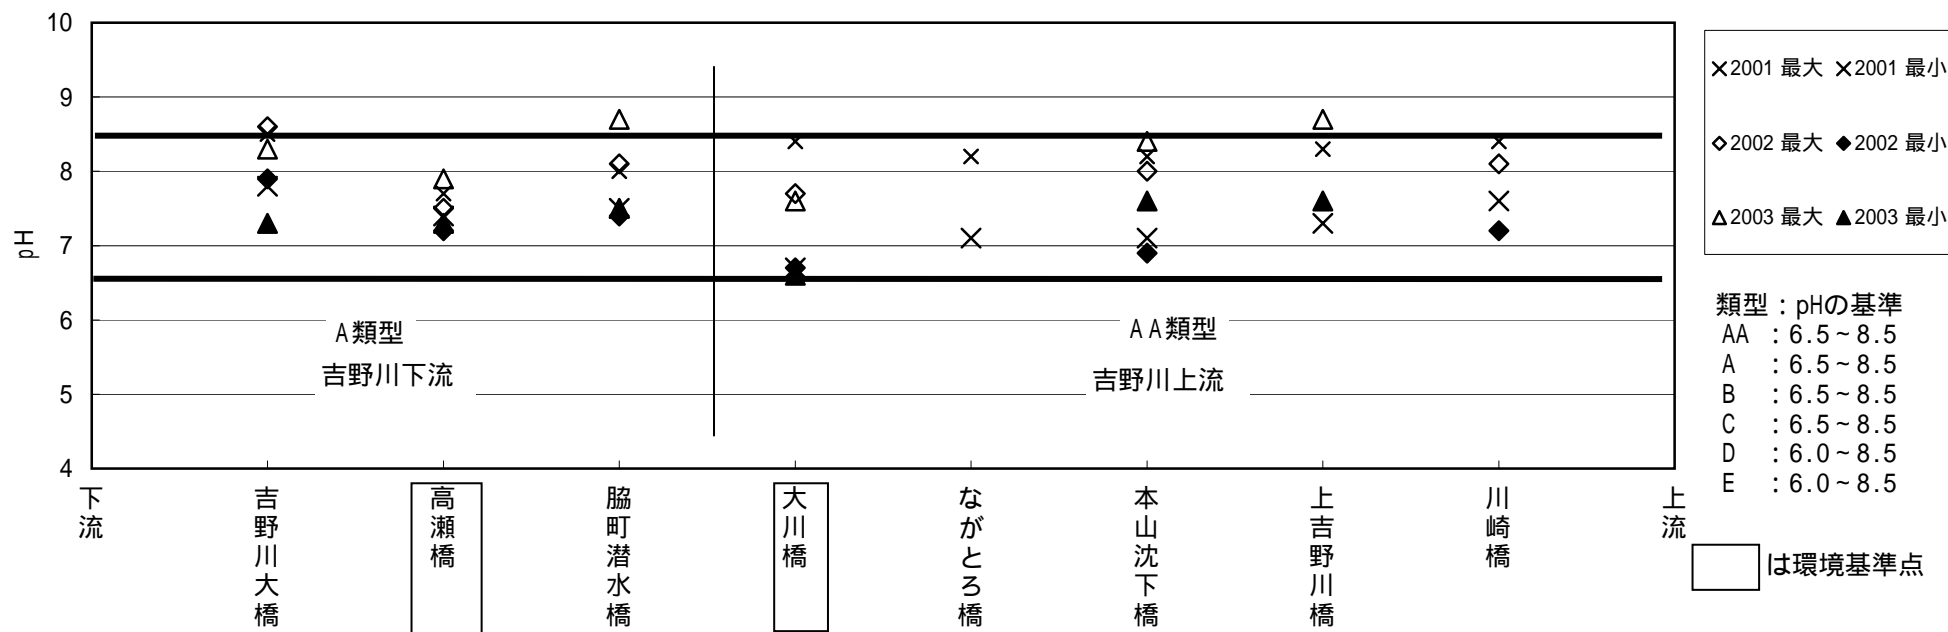 10
9
8
7
6
5
4
pH
A類型
吉野川下流
AA類型
吉野川上流
下流
吉野川大橋
高瀬橋
脇町潜水橋
大川橋
ながとろ橋
本山沈下橋
上吉野川橋
川崎橋
上流
2001 最大 2001 最小
2002 最大 2002 最小
2003 最大 2003 最小
類型：pHの基準
AA ：6.5～8.5
A ：6.5～8.5
B ：6.5～8.5
C ：6.5～8.5
D ：6.0～8.5
E ：6.0～8.5
は環境基準点